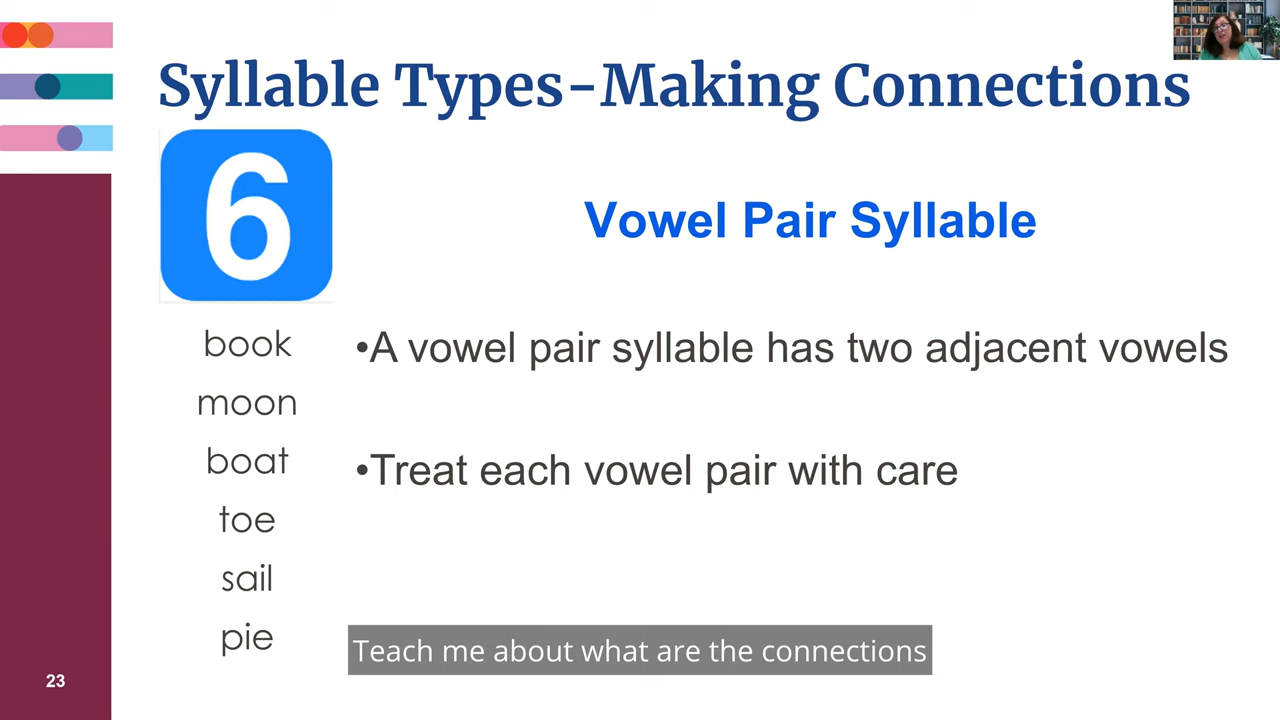 Syllable Types-Making Connections
6
Vowel Pair Syllable
book
moon
boat
toe
sail
pie
•A vowel pair syllable has two adjacent vowels
•Treat each vowel pair with care
Teach me about what are the connections
23